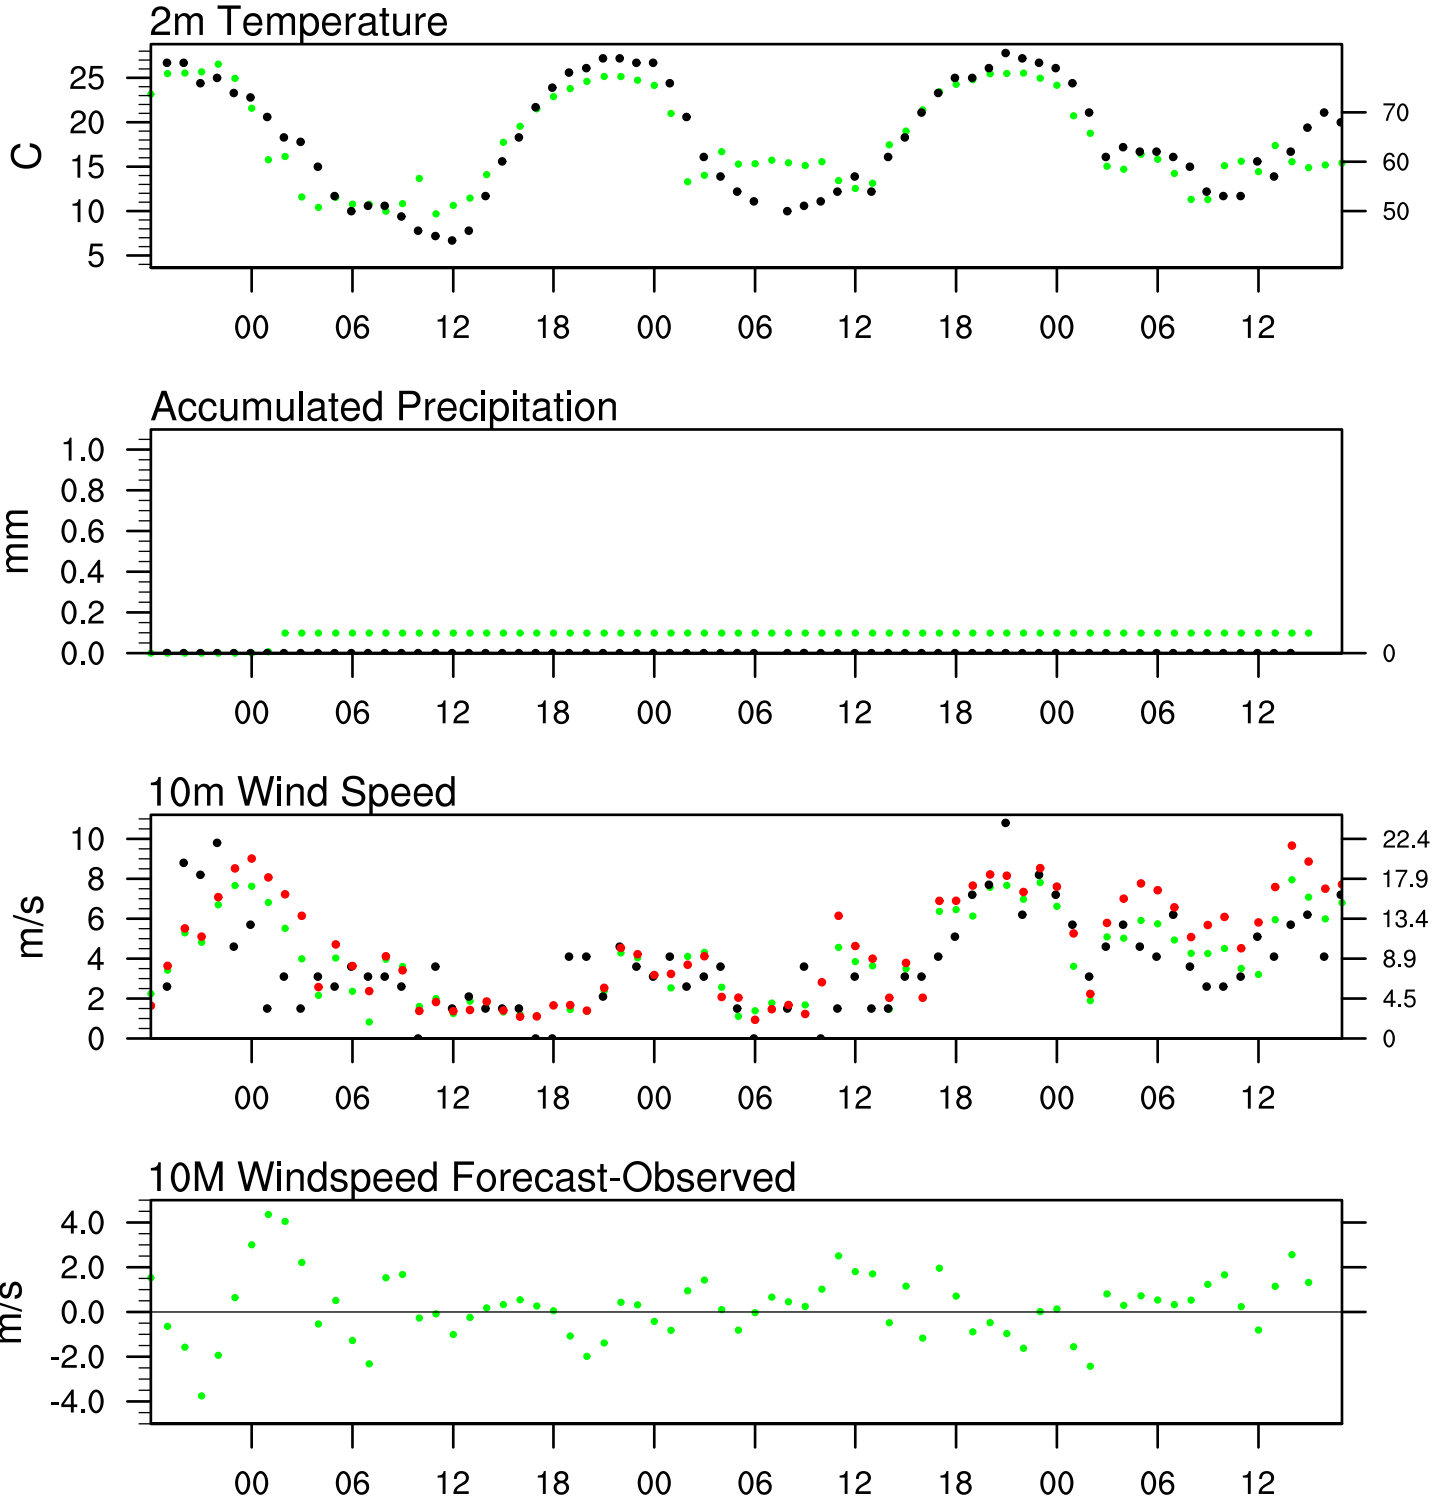 2m Temperature
C
25
20
15
10
5
70
60
50
00 06 12 18 00 06 12 18 00 06 12
Accumulated Precipitation
mm
1.0
0.8
0.6
0.4
0.2
0.0
0
00 06 12 18 00 06 12 18 00 06 12
10m Wind Speed
m/s
10
8
6
4
2
0
22.4
17.9
13.4
8.9
4.5
0
00 06 12 18 00 06 12 18 00 06 12
10M Windspeed Forecast-Observed
m/s
4.0
2.0
0.0
-2.0
-4.0
00 06 12 18 00 06 12 18 00 06 12